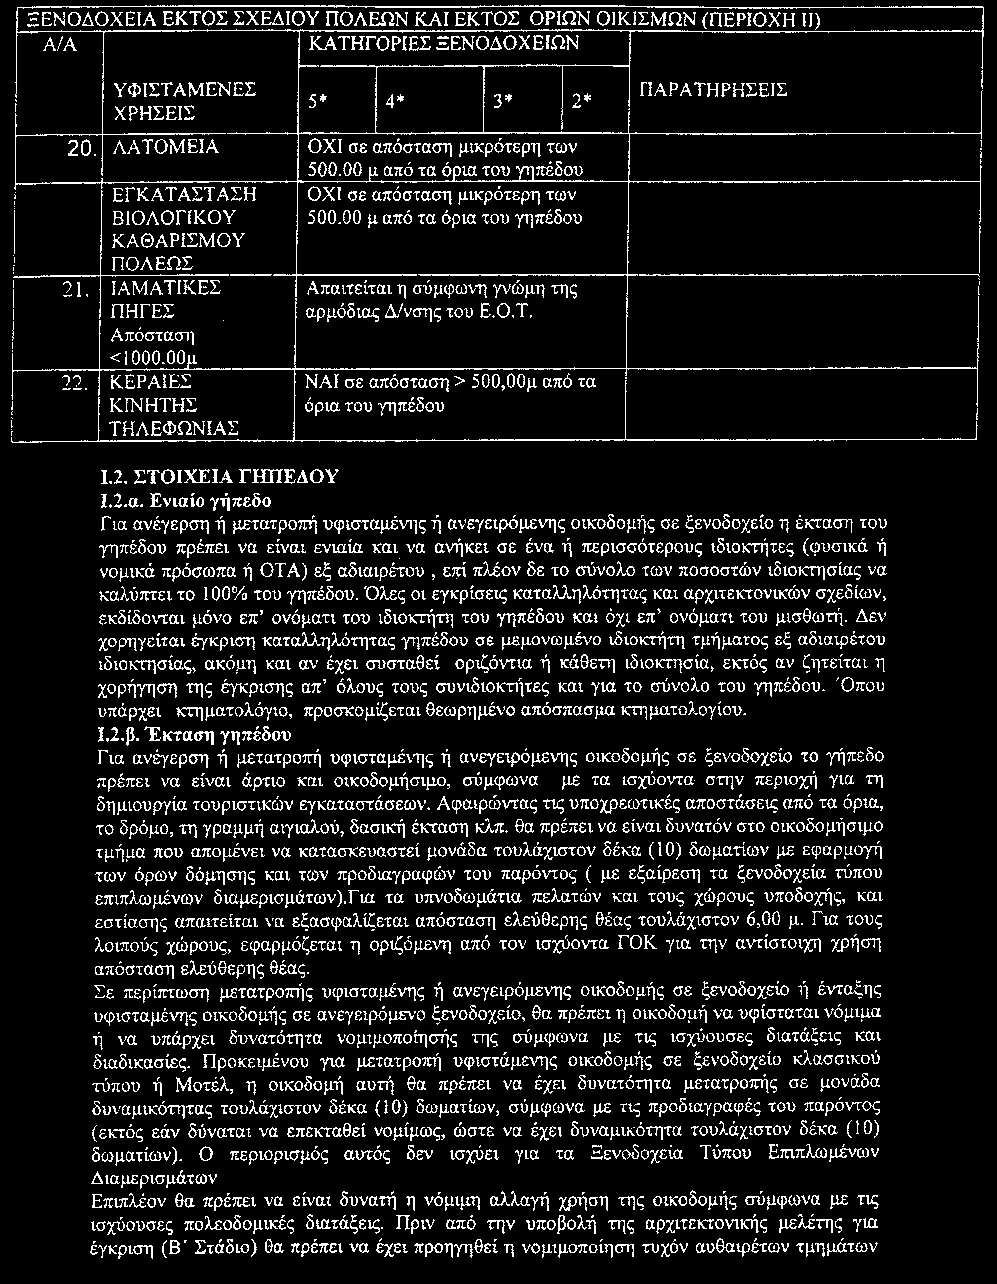 ΞΕΝΟΔΟΧΕΙΑ ΕΚΤΟΣ ΣΧΕΔΙΟΥ ΠΟΛΕΩΝ ΚΑΙ ΕΚΤΟΣ ΟΡΙΩΝ ΟΙΚΙΣΜΩΝ (ΠΕΡΙΟΧΗ ΙΙ)
Α/Α ΚΑΤΗΓΟΡΙΕΣ ΞΕΝΟΔΟΧΕΙΩΝ
ΥΦΙΣΤΑΜΕΝΕΣ
ΧΡΗΣΕΙΣ
5* 4* 3* 2*
ΠΑΡΑΤΗΡΗΣΕΙΣ
20. ΛΑΤΟΜΕΙΑ ΟΧΙ σε απόσταση μικρότερη των
500.00 μ από τα όρια του γηπέδου
ΕΓΚΑΤΑΣΤΑΣΗ ΟΧΙ σε απόσταση μικρότερη των
ΒΙΟΛΟΓΙΚΟΥ 500.00 μ από τα όρια του γηπέδου
ΚΑΘΑΡΙΣΜΟΥ
ΠΟΛΕΩΣ
21. ΙΑΜΑΤΙΚΕΣ Απαιτείται η σύμφωνη γνώμη της
ΠΗΓΕΣ αρμόδιας Δ/νσης του Ε.Ο.Τ.
Απόσταση
<1000.00μ
22. ΚΕΡΑΙΕΣ ΝΑΙ σε απόσταση > 500,00μ από τα
ΚΙΝΗΤΗΣ όρια του γηπέδου
ΤΗΛΕΦΩΝΙΑΣ
Ι.2. ΣΤΟΙΧΕΙΑ ΓΗΠΕΔΟΥ
Ι.2.α. Ενιαίο γήπεδο
Για ανέγερση ή μετατροπή υφισταμένης ή ανεγειρόμενης οικοδομής σε ξενοδοχείο η έκταση του
γηπέδου πρέπει να είναι ενιαία και να ανήκει σε ένα ή περισσότερους ιδιοκτήτες (φυσικά ή
νομικά πρόσωπα ή ΟΤΑ) εξ αδιαιρέτου , επί πλέον δε το σύνολο των ποσοστών ιδιοκτησίας να
καλύπτει το 100% του γηπέδου. Όλες οι εγκρίσεις καταλληλότητας και αρχιτεκτονικών σχεδίων,
εκδίδονται μόνο επ' ονόματι του ιδιοκτήτη του γηπέδου και όχι επ' ονόματι του μισθωτή. Δεν
χορηγείται έγκριση καταλληλότητας γηπέδου σε μεμονωμένο ιδιοκτήτη τμήματος εξ αδιαιρέτου
ιδιοκτησίας, ακόμη και αν έχει συσταθεί οριζόντια ή κάθετη ιδιοκτησία, εκτός αν ζητείται η
χορήγηση της έγκρισης απ' όλους τους συνιδιοκτήτες και για το σύνολο του γηπέδου. Όπου
υπάρχει κτηματολόγιο, προσκομίζεται θεωρημένο απόσπασμα κτηματολογίου.
Ι.2.β. Έκταση γηπέδου
Για ανέγερση ή μετατροπή υφισταμένης ή ανεγειρόμενης οικοδομής σε ξενοδοχείο το γήπεδο
πρέπει να είναι άρτιο και οικοδομήσιμο, σύμφωνα με τα ισχύοντα στην περιοχή για τη
δημιουργία τουριστικών εγκαταστάσεων. Αφαιρώντας τις υποχρεωτικές αποστάσεις από τα όρια,
το δρόμο, τη γραμμή αιγιαλού, δασική έκταση κλπ. θα πρέπει να είναι δυνατόν στο οικοδομήσιμο
τμήμα που απομένει να κατασκευαστεί μονάδα τουλάχιστον δέκα (10) δωματίων με εφαρμογή
των όρων δόμησης και των προδιαγραφών του παρόντος ( με εξαίρεση τα ξενοδοχεία τύπου
επιπλωμένων διαμερισμάτων).Για τα υπνοδωμάτια πελατών και τους χώρους υποδοχής, και
εστίασης απαιτείται να εξασφαλίζεται απόσταση ελεύθερης θέας τουλάχιστον 6,00 μ. Για τους
λοιπούς χώρους, εφαρμόζεται η οριζόμενη από τον ισχύοντα ΓΟΚ για την αντίστοιχη χρήση
απόσταση ελεύθερης θέας.
Σε περίπτωση μετατροπής υφισταμένης ή ανεγειρόμενης οικοδομής σε ξενοδοχείο ή ένταξης
υφισταμένης οικοδομής σε ανεγειρόμενο ξενοδοχείο, θα πρέπει η οικοδομή να υφίσταται νόμιμα
ή να υπάρχει δυνατότητα νομιμοποίησής της σύμφωνα με τις ισχύουσες διατάξεις και
διαδικασίες. Προκειμένου για μετατροπή υφιστάμενης οικοδομής σε ξενοδοχείο κλασσικού
τύπου ή Μοτέλ, η οικοδομή αυτή θα πρέπει να έχει δυνατότητα μετατροπής σε μονάδα
δυναμικότητας τουλάχιστον δέκα (10) δωματίων, σύμφωνα με τις προδιαγραφές του παρόντος
(εκτός εάν δύναται να επεκταθεί νομίμως, ώστε να έχει δυναμικότητα τουλάχιστον δέκα (10)
δωματίων). Ο περιορισμός αυτός δεν ισχύει για τα Ξενοδοχεία Τύπου Επιπλωμένων
Διαμερισμάτων
Επιπλέον θα πρέπει να είναι δυνατή η νόμιμη αλλαγή χρήση της οικοδομής σύμφωνα με τις
ισχύουσες πολεοδομικές διατάξεις. Πριν από την υποβολή της αρχιτεκτονικής μελέτης για
έγκριση (Β΄ Στάδιο) θα πρέπει να έχει προηγηθεί η νομιμοποίηση τυχόν αυθαιρέτων τμημάτων